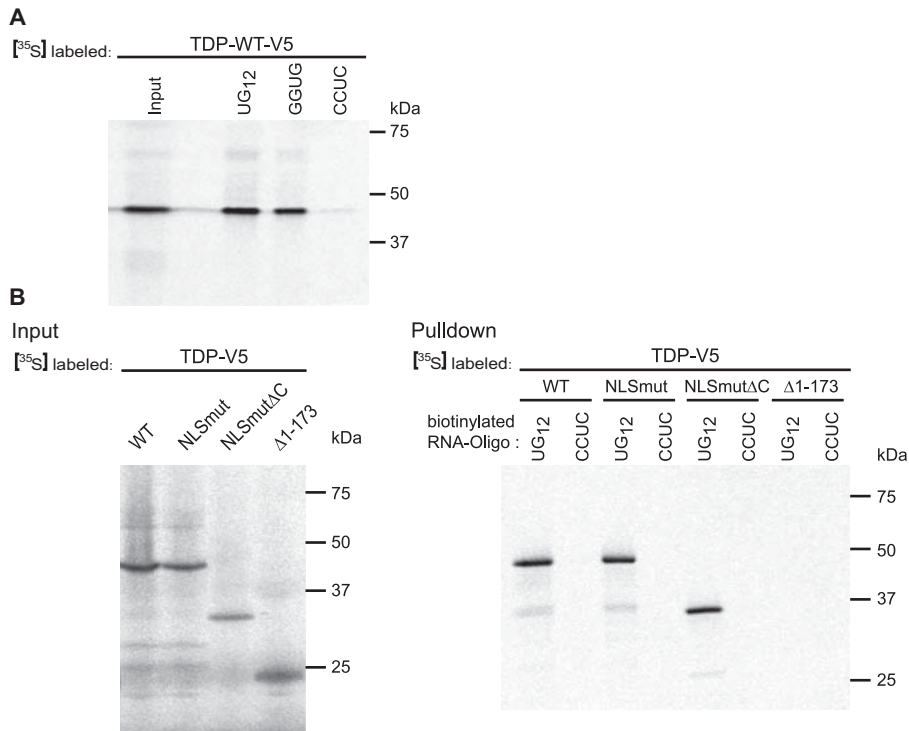 A
[³⁵S] labeled: TDP-WT-V5
Input UG₁₂ GGUG CCUC
kDa
75
50
37
B
Input
[³⁵S] labeled: TDP-V5
WT NLSmut NLSmutΔC Δ1-173
kDa
75
50
37
25
Pulldown
[³⁵S] labeled: TDP-V5
WT NLSmut NLSmutΔC Δ1-173
biotinylated
RNA-Oligo : UG₁₂ CCUC UG₁₂ CCUC UG₁₂ CCUC UG₁₂ CCUC
kDa
75
50
37
25